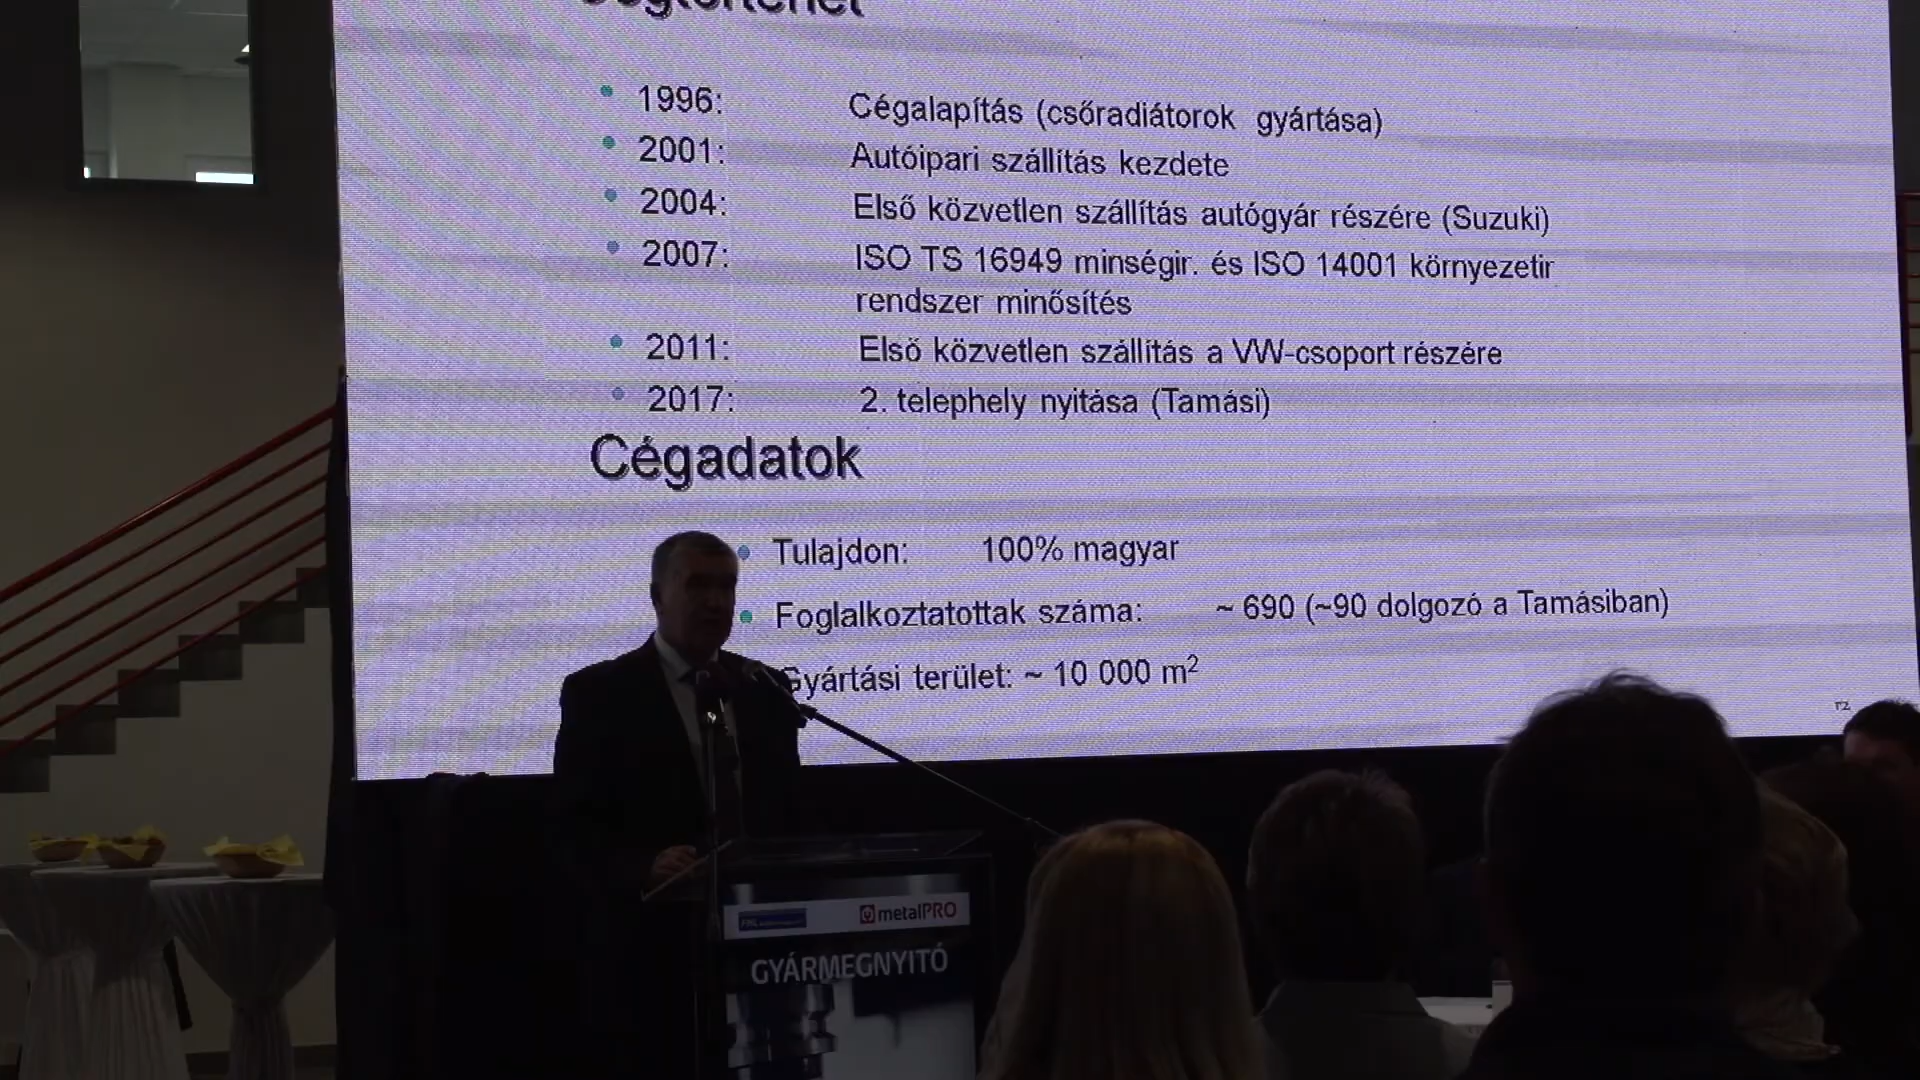 Cégtörténet
• 1996: Cégalapítás (csőradiátorok gyártása)
• 2001: Autóipari szállítás kezdete
• 2004: Első közvetlen szállítás autógyár részére (Suzuki)
• 2007: ISO TS 16949 minségir. és ISO 14001 környezetir
rendszer minősítés
• 2011: Első közvetlen szállítás a VW-csoport részére
• 2017: 2. telephely nyitása (Tamási)
Cégadatok
• Tulajdon: 100% magyar
• Foglalkoztatottak száma: ~ 690 (~90 dolgozó a Tamásiban)
Gyártási terület: ~ 10 000 m²
metalPRO
GYÁRMEGNYITÓ